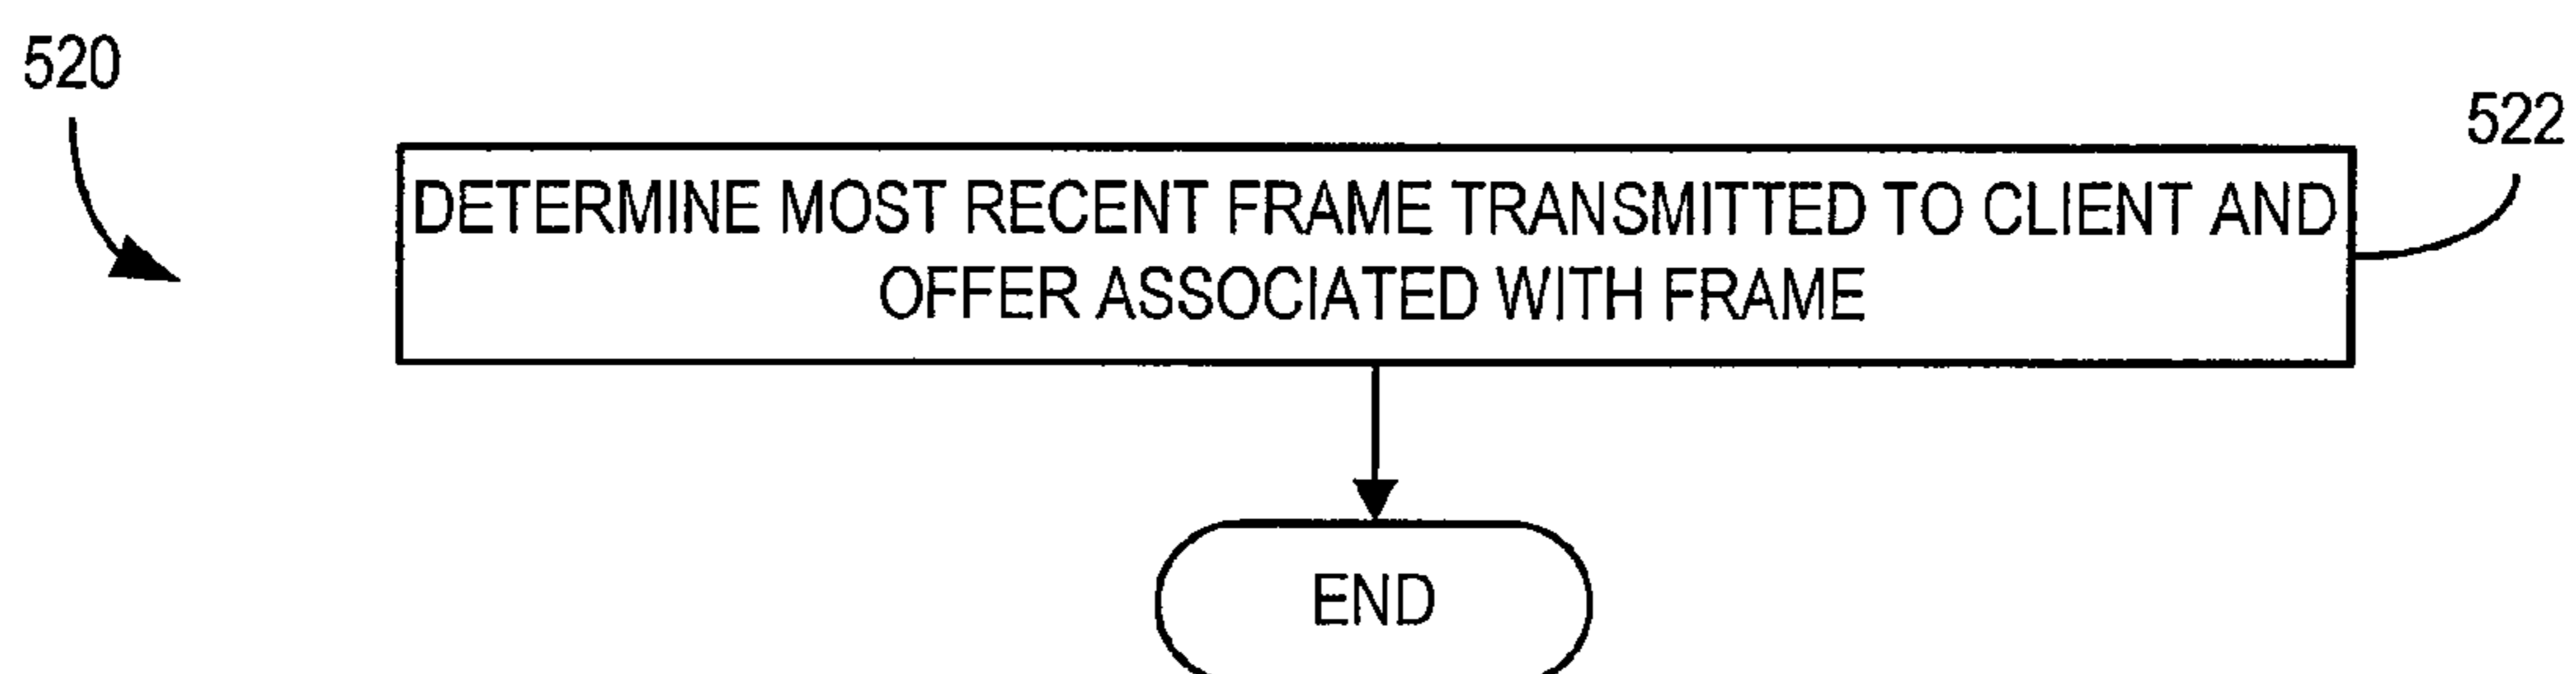 520
522
DETERMINE MOST RECENT FRAME TRANSMITTED TO CLIENT AND
OFFER ASSOCIATED WITH FRAME
END